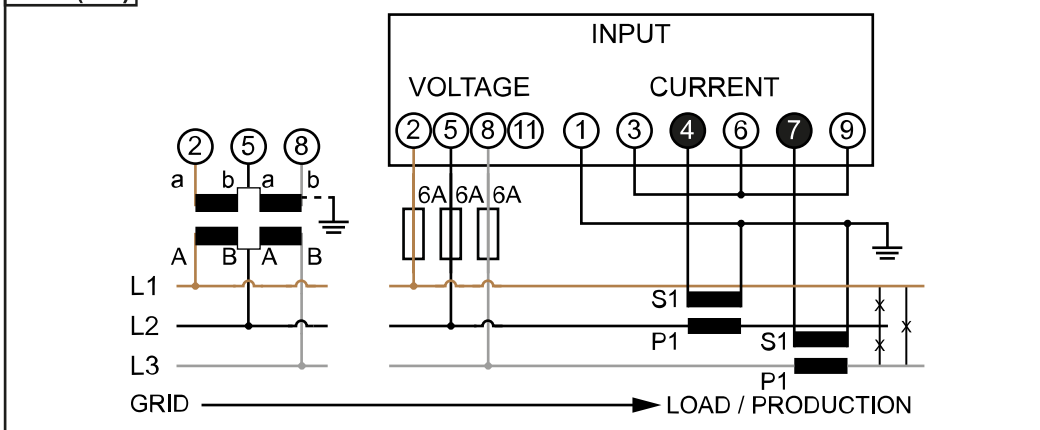 INPUT
VOLTAGE CURRENT
2 5 8 11 1 3 4 6 7 9
2 5 8
a b a b
6A 6A 6A
A B A B
L1
S1
L2
P1 S1
L3
P1
GRID LOAD / PRODUCTION